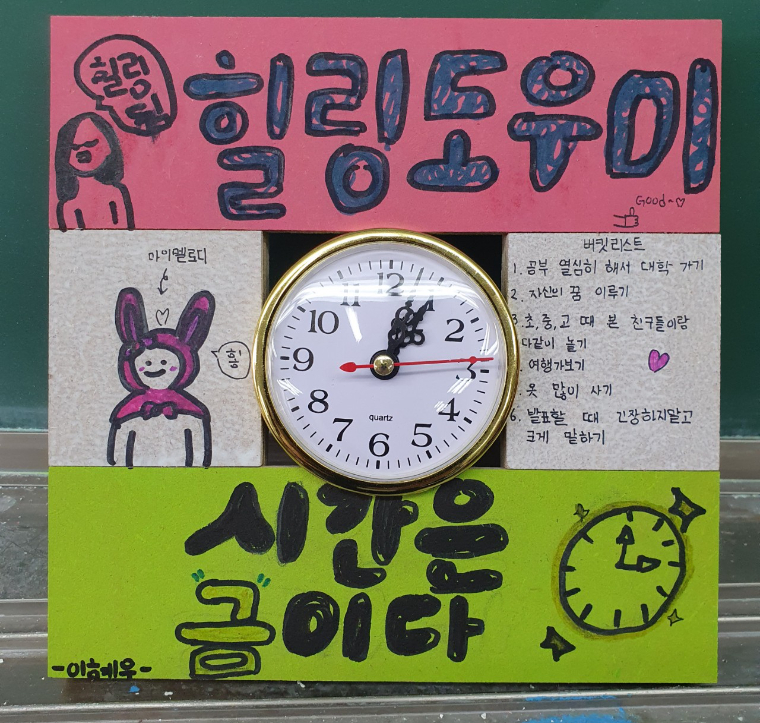 힐링
힐링도우미
Good~♡
마이멜로디
버킷리스트
1. 공부 열심히 해서 대학 가기
2. 자신의 꿈 이루기
3 초,중,고 때 본 친구들이랑
다같이 놀기
. 여행가보기
. 옷 많이 사기
6. 발표할 때 긴장하지말고
크게 말하기
11 12 1
10 2
9 3
8 4
7 6 5
quartz
시간은
금이다
-이혜우-